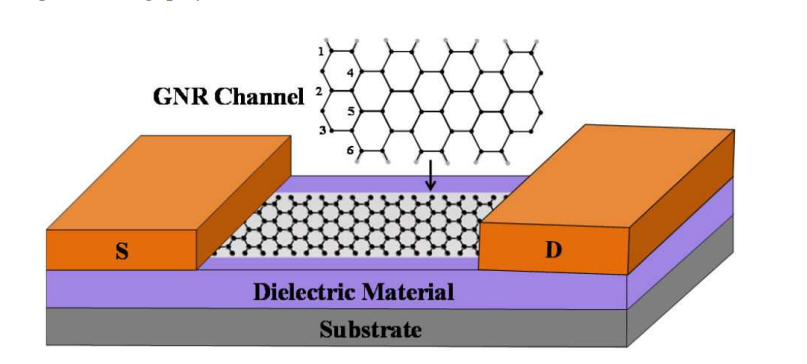 1
4
GNR Channel
2
5
3
6
S
D
Dielectric Material
Substrate